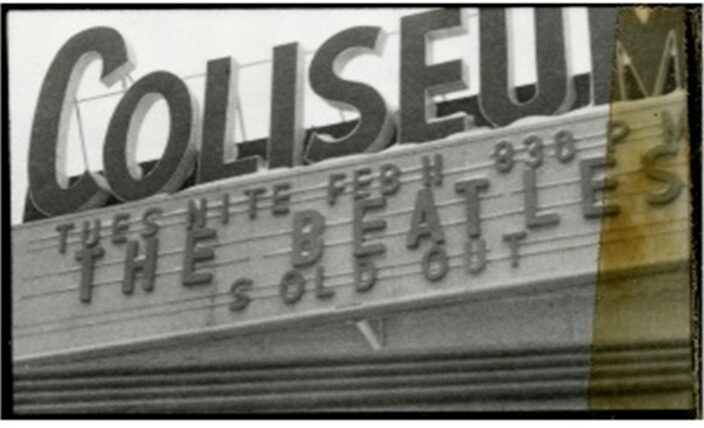 COLISEUM
TUES NITE FEB 11 830 PM
THE BEATLES
SOLD OUT